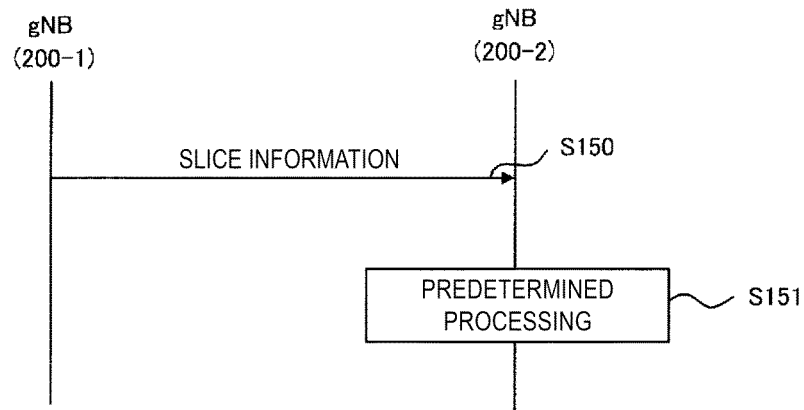 gNB
(200-1)
gNB
(200-2)
SLICE INFORMATION
S150
PREDETERMINED
PROCESSING
S151